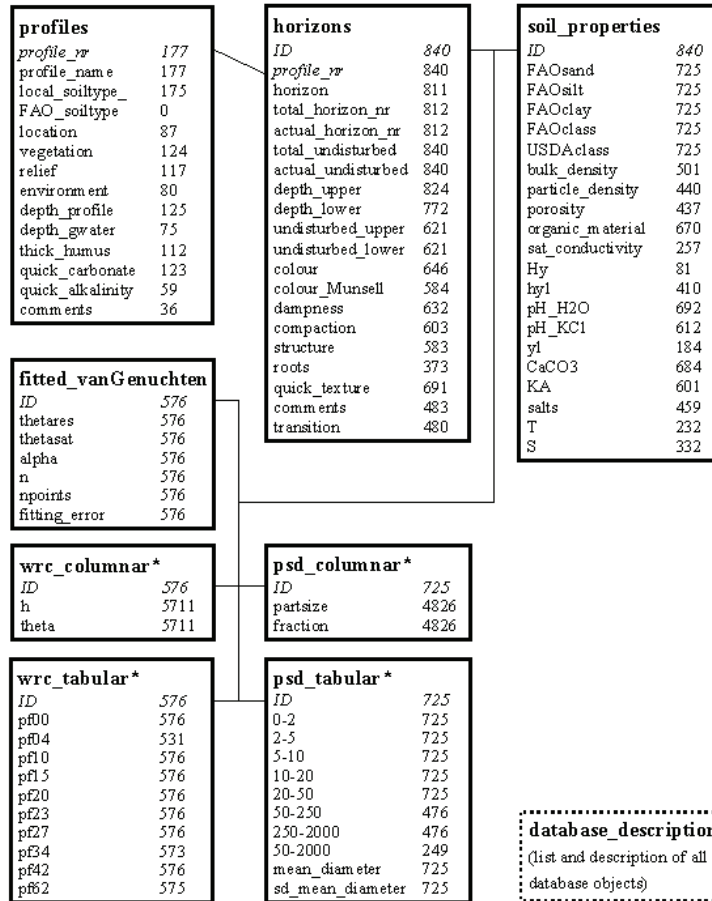 profiles
profile_nr 177
profile_name 177
local_soiltype_ 175
FAO_soiltype 0
location 87
vegetation 124
relief 117
environment 80
depth_profile 125
depth_gwater 75
thick_humus 112
quick_carbonate 123
quick_alkalinity 59
comments 36
horizons
ID 840
profile_nr 840
horizon 811
total_horizon_nr 812
actual_horizon_nr 812
total_undisturbed 840
actual_undisturbed 840
depth_upper 824
depth_lower 772
undisturbed_upper 621
undisturbed_lower 621
colour 646
colour_Munsell 584
dampness 632
compaction 603
structure 583
roots 373
quick_texture 691
comments 483
transition 480
soil_properties
ID 840
FAOsand 725
FAOsilt 725
FAOclay 725
FAOclass 725
USDAclass 725
bulk_density 501
particle_density 440
porosity 437
organic_material 670
sat_conductivity 257
Hy 81
hy1 410
pH_H2O 692
pH_KC1 612
y1 184
CaCO3 684
KA 601
salts 459
T 232
S 332
fitted_vanGenuchten
ID 576
thetares 576
thetasat 576
alpha 576
n 576
npoints 576
fitting_error 576
wrc_columnar*
ID 576
h 5711
theta 5711
psd_columnar*
ID 725
partsize 4826
fraction 4826
wrc_tabular*
ID 576
pf00 576
pf04 531
pf10 576
pf15 576
pf20 576
pf23 576
pf27 576
pf34 573
pf42 576
pf62 575
psd_tabular*
ID 725
0-2 725
2-5 725
5-10 725
10-20 725
20-50 725
50-250 476
250-2000 476
50-2000 249
mean_diameter 725
sd_mean_diameter 725
database_description
(list and description of all
database objects)